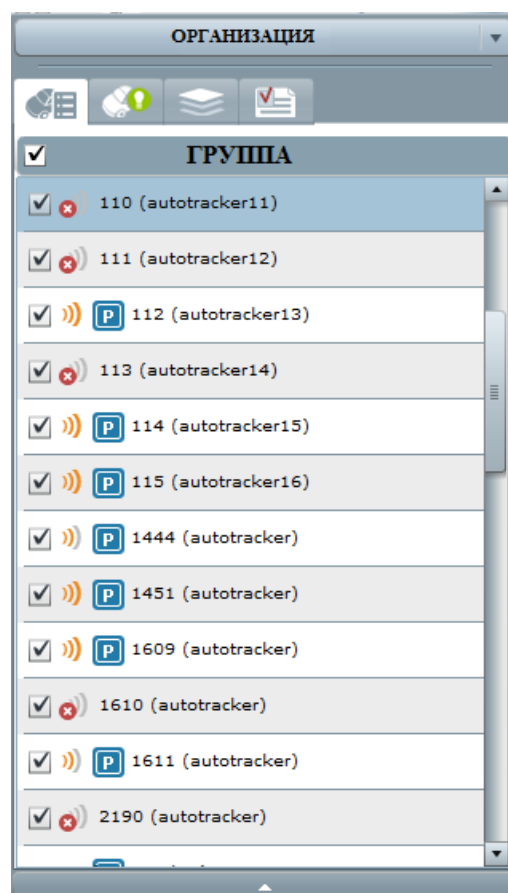 ОРГАНИЗАЦИЯ
ГРУППА
110 (autotracker11)
111 (autotracker12)
P 112 (autotracker13)
113 (autotracker14)
P 114 (autotracker15)
P 115 (autotracker16)
P 1444 (autotracker)
P 1451 (autotracker)
P 1609 (autotracker)
1610 (autotracker)
P 1611 (autotracker)
2190 (autotracker)